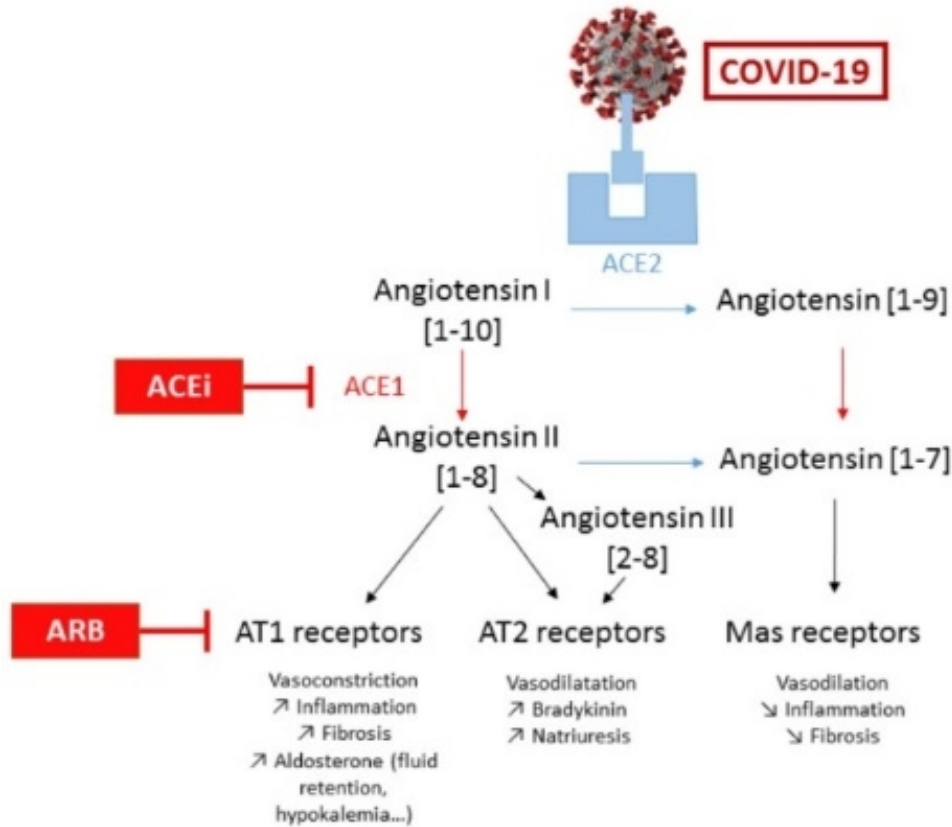 COVID-19
ACE2
Angiotensin I
[1-10]
Angiotensin [1-9]
ACEi
ACE1
Angiotensin II
[1-8]
Angiotensin [1-7]
Angiotensin III
[2-8]
ARB
AT1 receptors
Vasoconstriction
↗ Inflammation
↗ Fibrosis
↗ Aldosterone (fluid
retention,
hypokalemia...)
AT2 receptors
Vasodilatation
↗ Bradykinin
↗ Natriuresis
Mas receptors
Vasodilation
↘ Inflammation
↘ Fibrosis